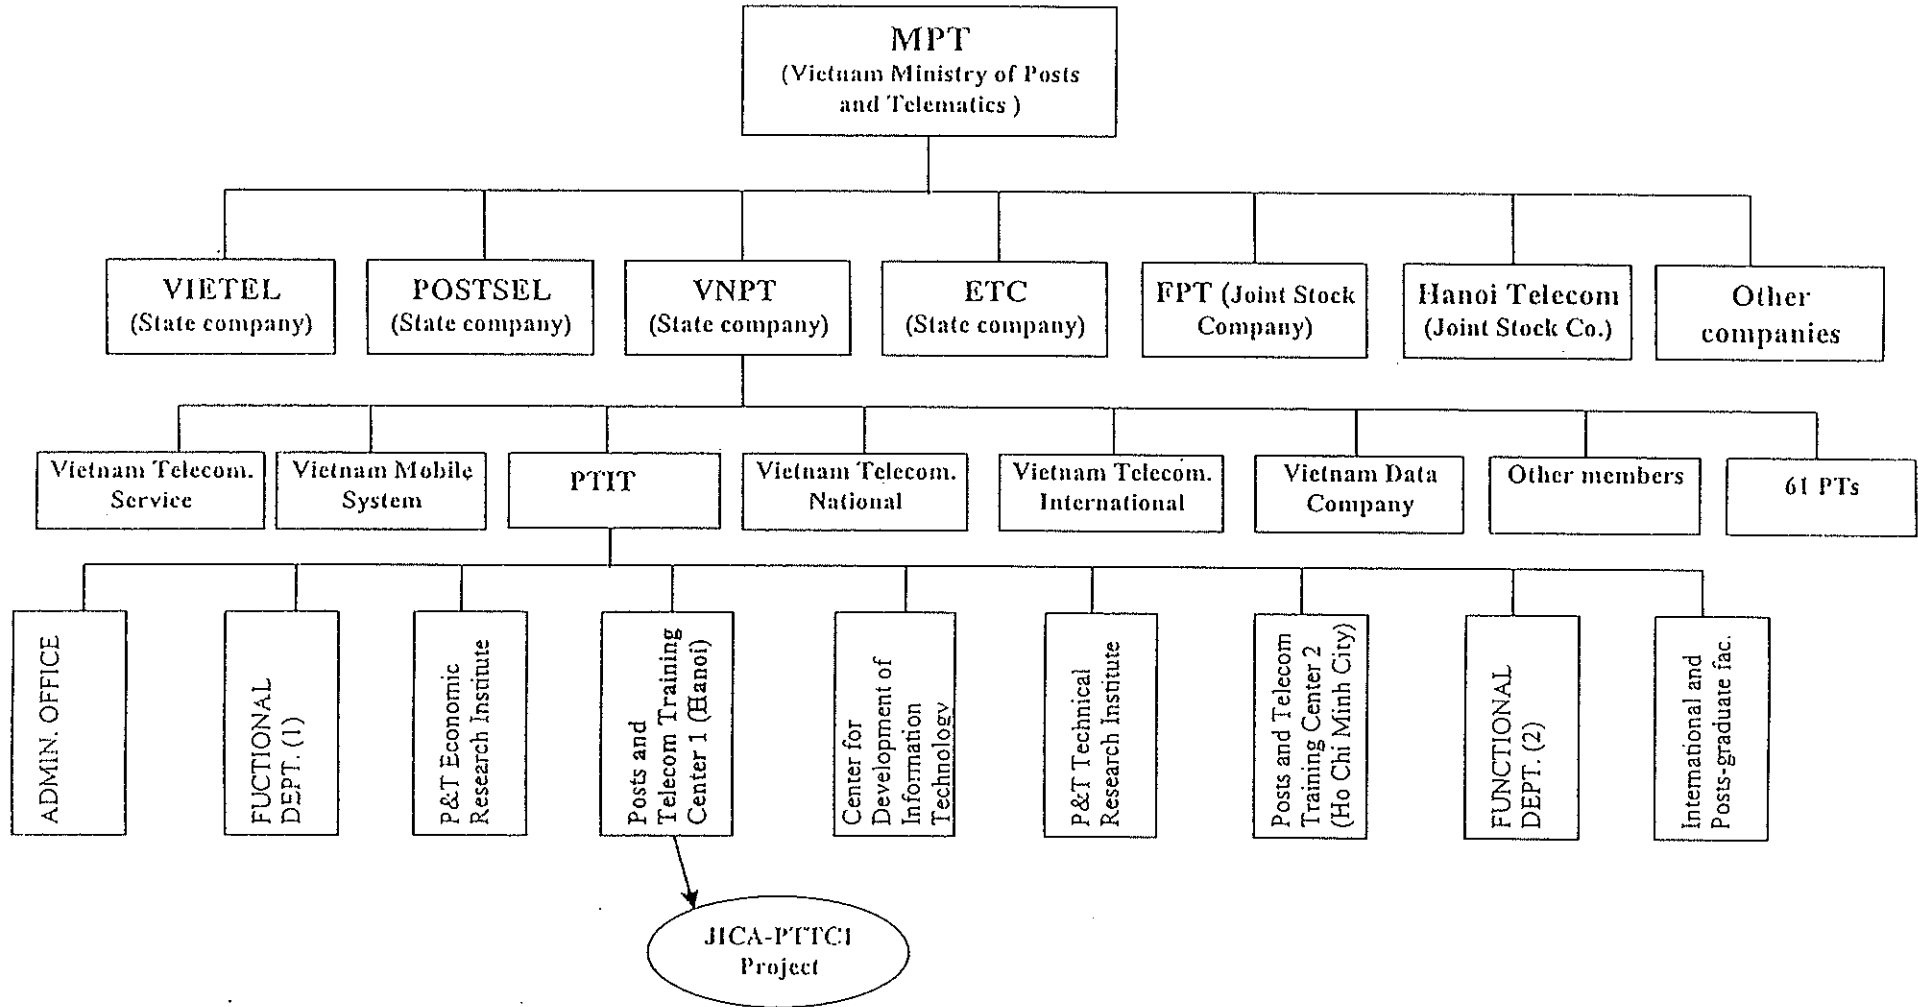 MPT
(Vietnam Ministry of Posts
and Telematics )
VIETEL
(State company)
POSTSEL
(State company)
VNPT
(State company)
ETC
(State company)
FPT (Joint Stock
Company)
Hanoi Telecom
(Joint Stock Co.)
Other
companies
Vietnam Telecom.
Service
Vietnam Mobile
System
PTIT
Vietnam Telecom.
National
Vietnam Telecom.
International
Vietnam Data
Company
Other members
61 PTs
ADMIN. OFFICE
FUCTIONAL
DEPT. (1)
P&T Economic
Research Institute
Posts and
Telecom Training
Center 1 (Hanoi)
Center for
Development of
Information
Technology
P&T Technical
Research Institute
Posts and Telecom
Training Center 2
(Ho Chi Minh City)
FUNCTIONAL
DEPT. (2)
International and
Posts-graduate fac.
JICA-PTTC1
Project